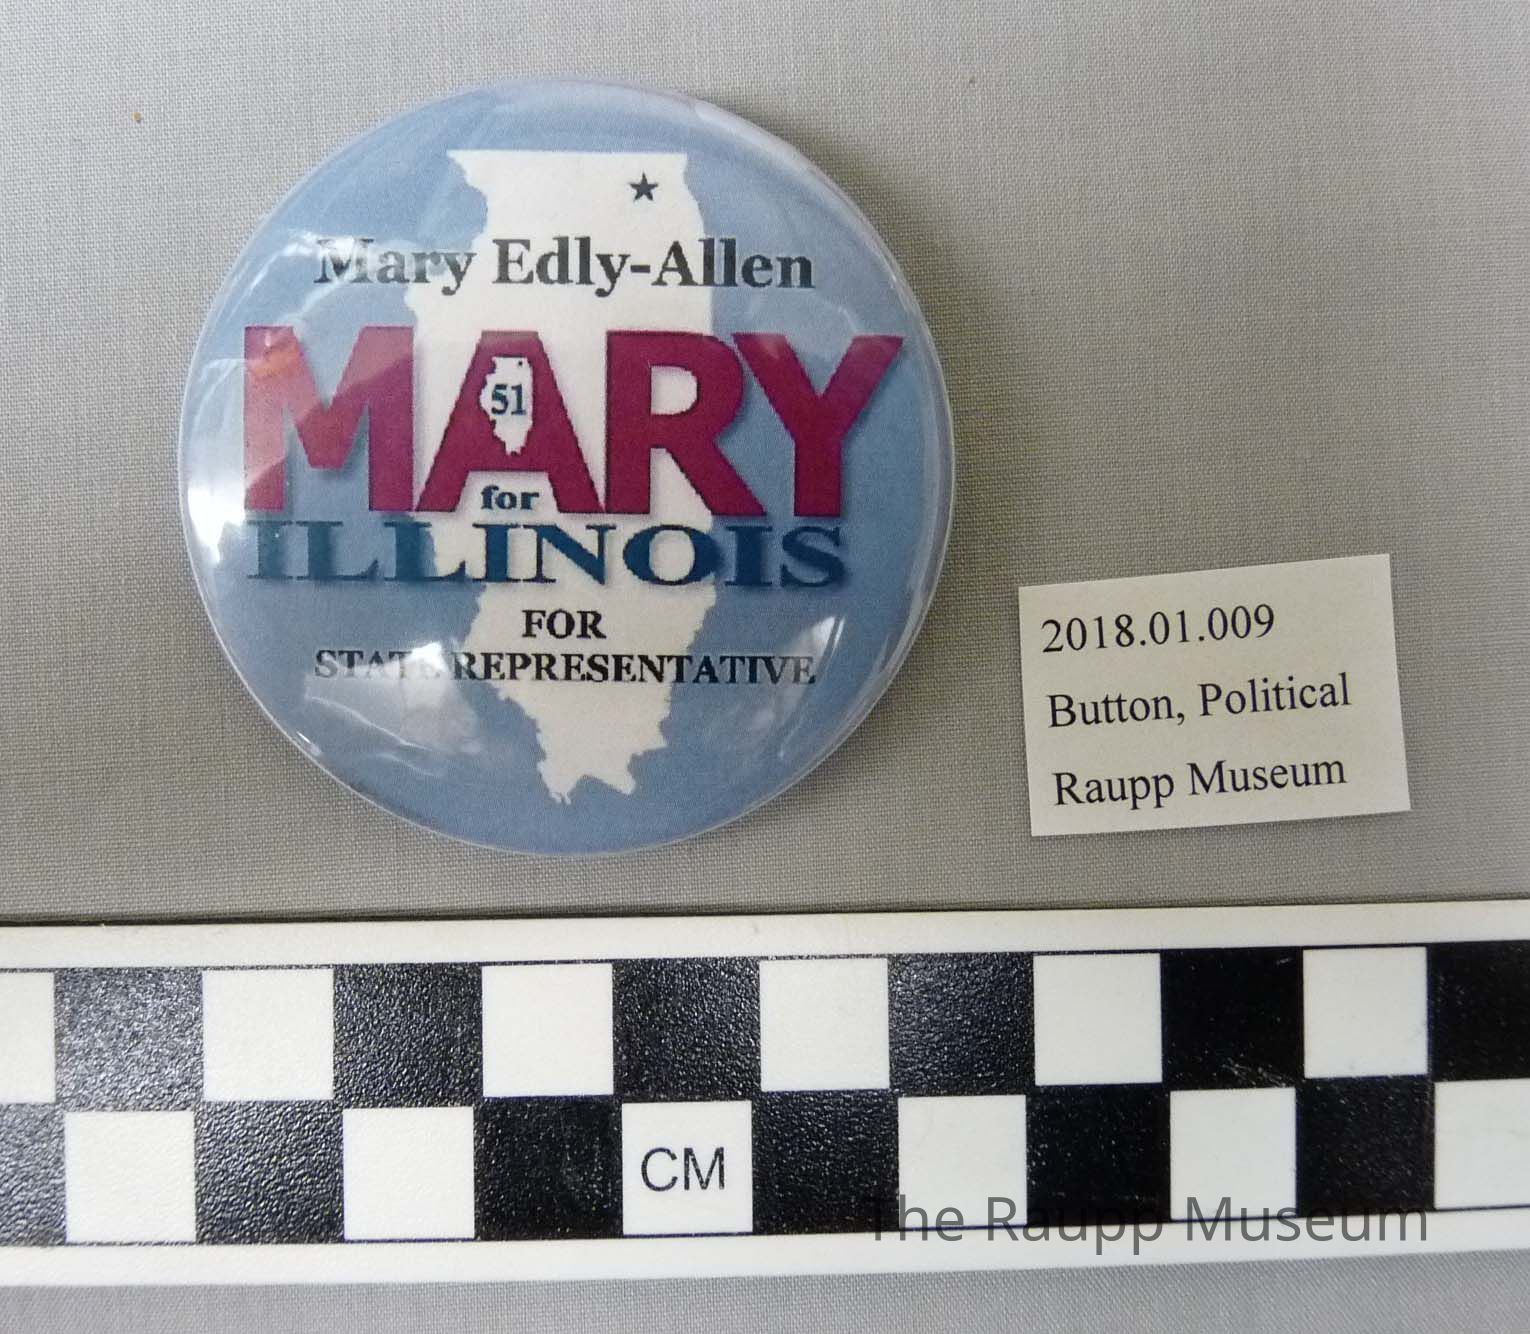 Mary Edly-Allen
MARY
51
for
ILLINOIS
FOR
STATE REPRESENTATIVE
2018.01.009
Button, Political
Raupp Museum
CM
The Raupp Museum